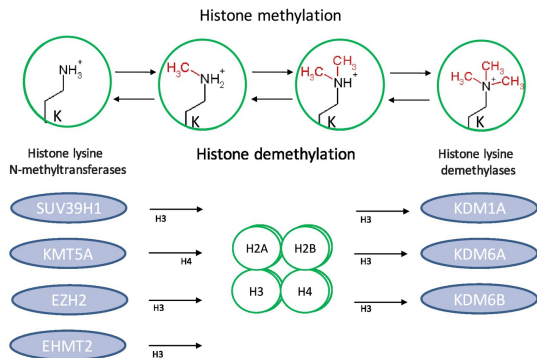 Histone methylation
NH3+
K
H3C
NH2+
K
H3C CH3
NH+
K
CH3
H3C N+ CH3
K
Histone lysine
N-methyltransferases
Histone demethylation
Histone lysine
demethylases
SUV39H1
H3
H3
KDM1A
KMT5A
H4
H2A
H2B
H3
KDM6A
EZH2
H3
H3
H4
H3
KDM6B
EHMT2
H3